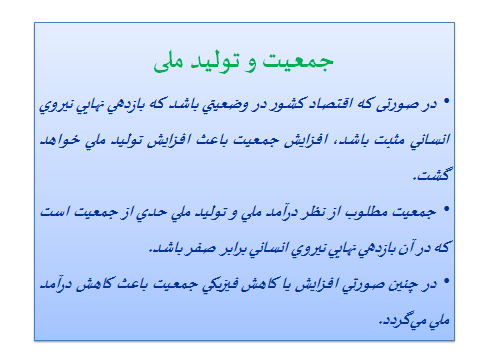 جمعیت و تولید ملی
• در صورتی که اقتصاد کشور در وضعيتي باشد که بازدهي نهايي نيروي
انساني مثبت باشد، افزايش جمعيت باعث افزايش توليد ملي خواهد
گشت.
• جمعيت مطلوب از نظر درآمد ملي و توليد ملي حدي از جمعيت است
که در آن بازدهي نهايي نيروي انساني برابر صفر باشد.
• در چنين صورتي افزايش يا کاهش فيزيکي جمعيت باعث کاهش درآمد
ملي مي‌گردد.